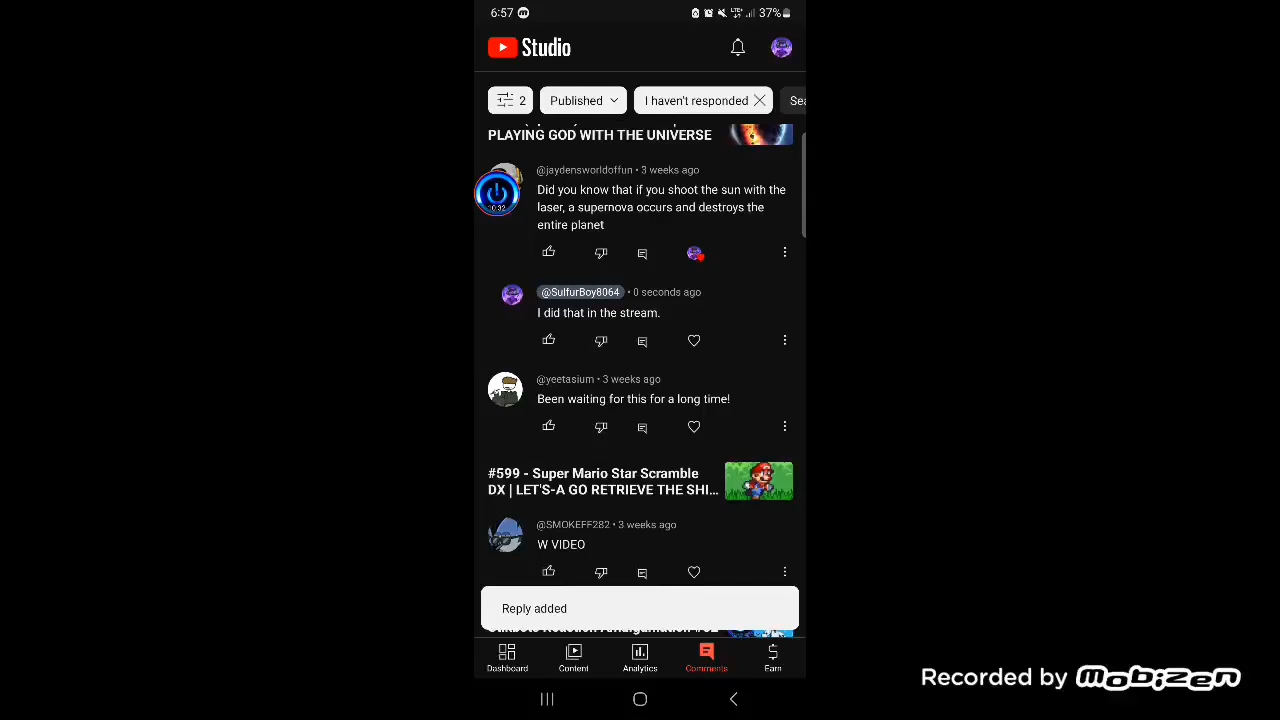 6:57
LTE+
37%
Studio
2
Published
I haven't responded
Sea
PLAYING GOD WITH THE UNIVERSE
@jaydensworldoffun • 3 weeks ago
Did you know that if you shoot the sun with the
laser, a supernova occurs and destroys the
entire planet
10:32
@SulfurBoy8064 • 0 seconds ago
I did that in the stream.
@yeetasium • 3 weeks ago
Been waiting for this for a long time!
#599 - Super Mario Star Scramble
DX | LET'S-A GO RETRIEVE THE SHI...
@SMOKEFF282 • 3 weeks ago
W VIDEO
Reply added
Dashboard
Content
Analytics
Comments
Earn
Recorded by mobizen